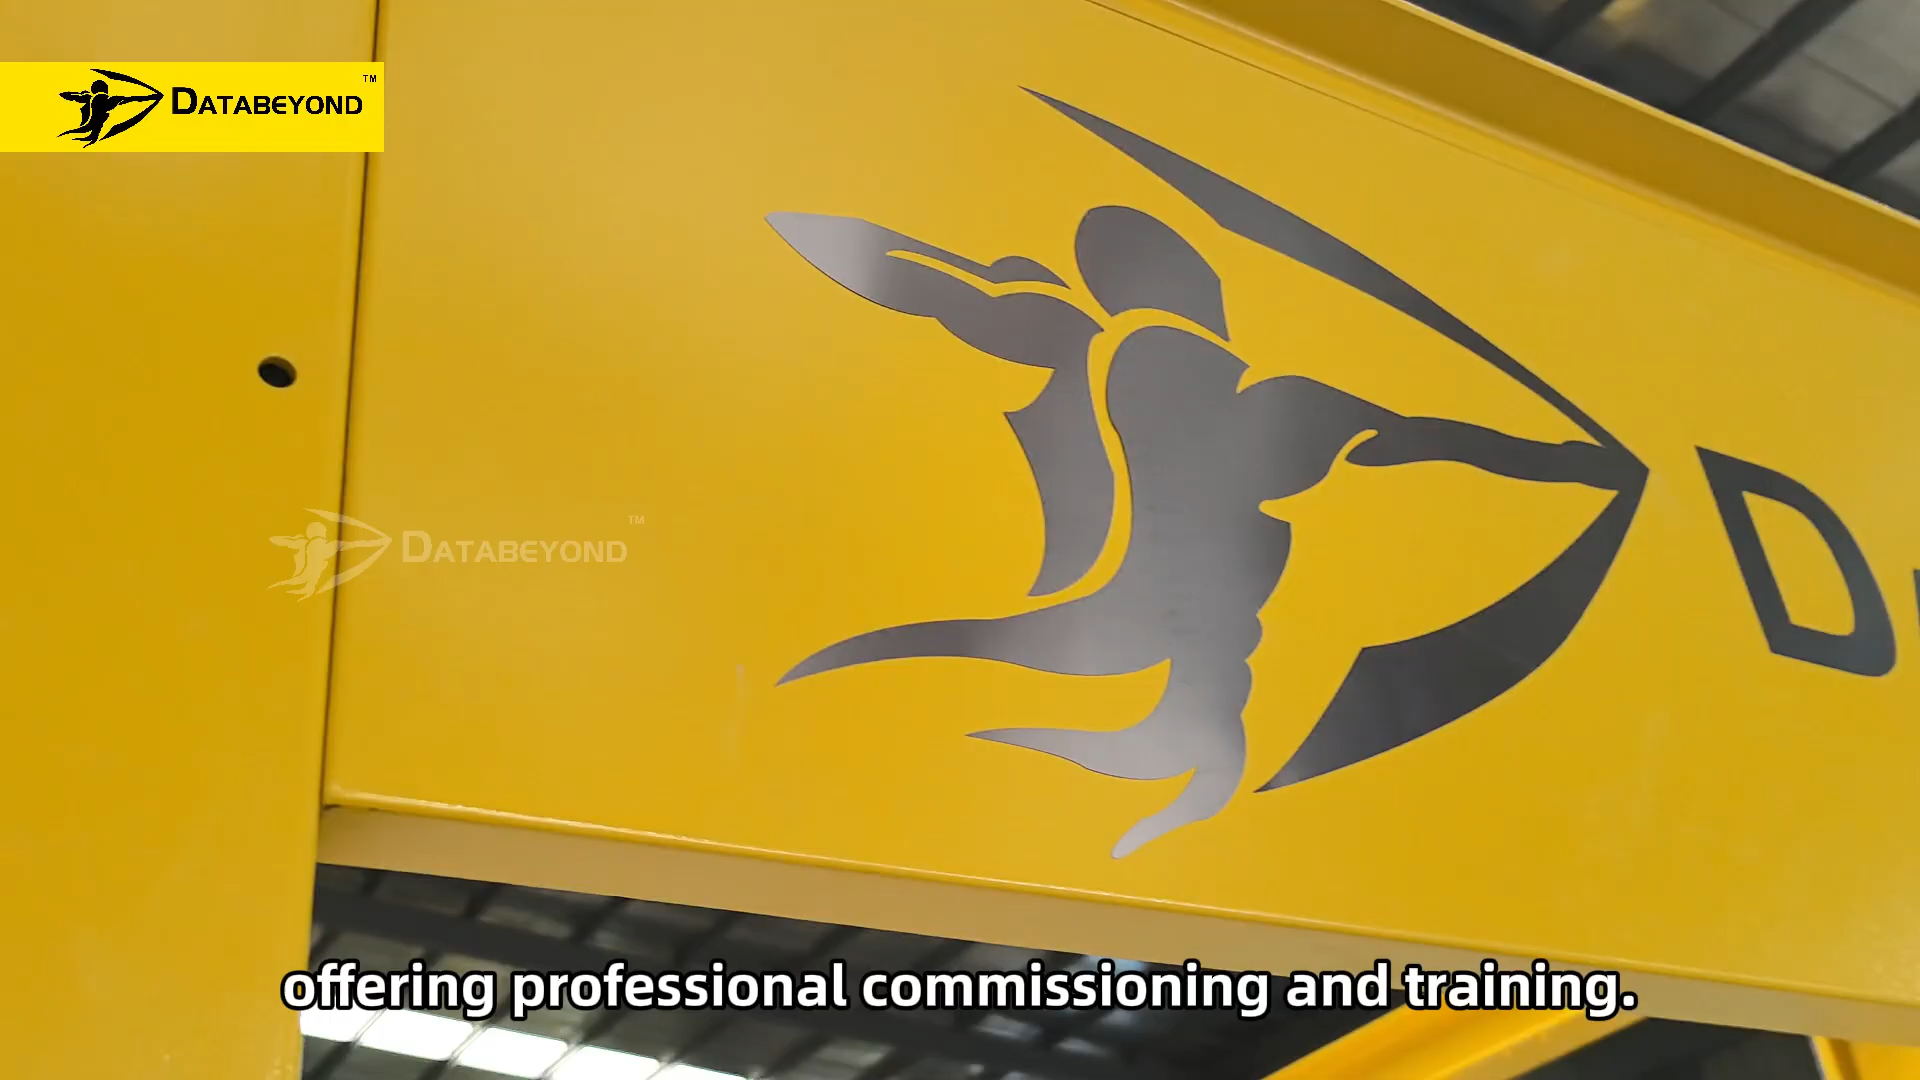 DATABEYOND™
D
DATABEYOND™
offering professional commissioning and training.